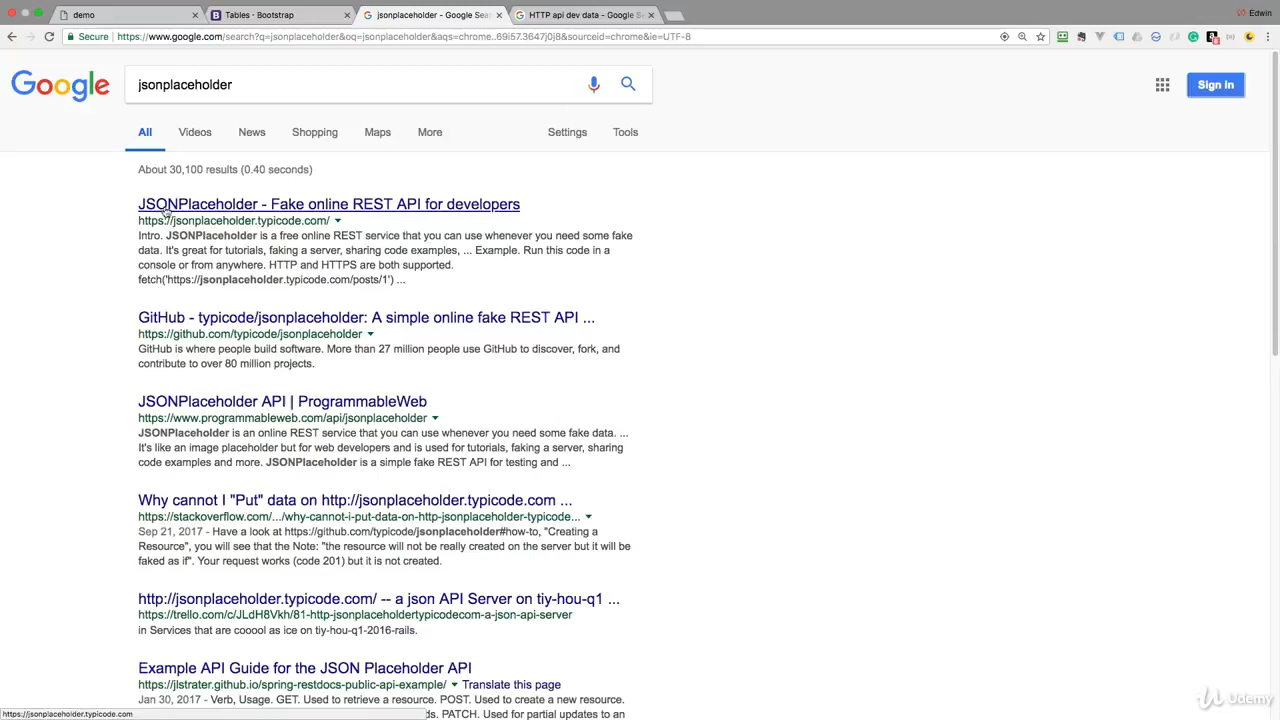 demo
Tables · Bootstrap
jsonplaceholder - Google Sea
HTTP api dev data - Google S
Edwin
Secure
https://www.google.com/search?q=jsonplaceholder&oq=jsonplaceholder&aqs=chrome..69i57.3647j0j8&sourceid=chrome&ie=UTF-8
Google
jsonplaceholder
Sign in
All
Videos
News
Shopping
Maps
More
Settings
Tools
About 30,100 results (0.40 seconds)
JSONPlaceholder - Fake online REST API for developers
https://jsonplaceholder.typicode.com/
Intro. JSONPlaceholder is a free online REST service that you can use whenever you need some fake
data. It's great for tutorials, faking a server, sharing code examples, ... Example. Run this code in a
console or from anywhere. HTTP and HTTPS are both supported.
fetch('https://jsonplaceholder.typicode.com/posts/1') ...
GitHub - typicode/jsonplaceholder: A simple online fake REST API ...
https://github.com/typicode/jsonplaceholder
GitHub is where people build software. More than 27 million people use GitHub to discover, fork, and
contribute to over 80 million projects.
JSONPlaceholder API | ProgrammableWeb
https://www.programmableweb.com/api/jsonplaceholder
JSONPlaceholder is an online REST service that you can use whenever you need some fake data. ...
It's like an image placeholder but for web developers and is used for tutorials, faking a server, sharing
code examples and more. JSONPlaceholder is a simple fake REST API for testing and ...
Why cannot I "Put" data on http://jsonplaceholder.typicode.com ...
https://stackoverflow.com/.../why-cannot-i-put-data-on-http-jsonplaceholder-typicode...
Sep 21, 2017 - Have a look at https://github.com/typicode/jsonplaceholder#how-to, "Creating a
Resource", you will see that the Note: "the resource will not be really created on the server but it will be
faked as if". Your request works (code 201) but it is not created.
http://jsonplaceholder.typicode.com/ -- a json API Server on tiy-hou-q1 ...
https://trello.com/c/JLdH8Vkh/81-http-jsonplaceholdertypicodecom-a-json-api-server
in Services that are cooool as ice on tiy-hou-q1-2016-rails.
Example API Guide for the JSON Placeholder API
https://jlstrater.github.io/spring-restdocs-public-api-example/
Translate this page
Jan 30, 2017 - Verb, Usage. GET. Used to retrieve a resource. POST. Used to create a new resource.
ds. PATCH. Used for partial updates to an
https://jsonplaceholder.typicode.com
Udemy